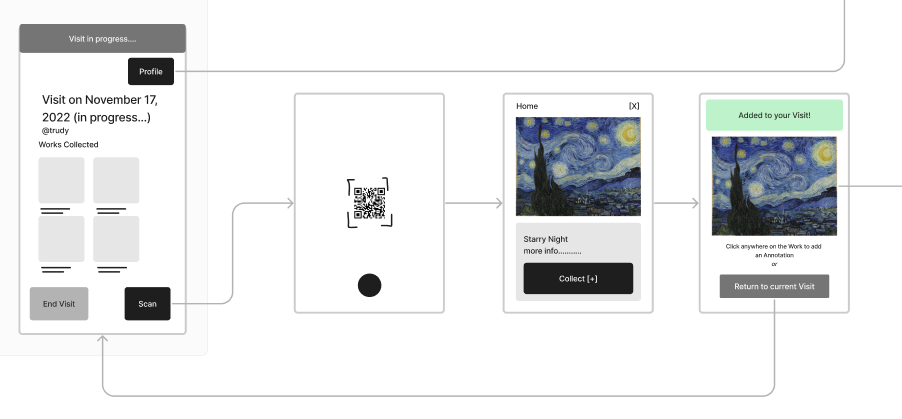 Visit in progress....
Profile
Visit on November 17,
2022 (in progress...)
@trudy
Works Collected
End Visit
Scan
Home
[X]
Starry Night
more info...........
Collect [+]
Added to your Visit!
Click anywhere on the Work to add
an Annotation
or
Return to current Visit